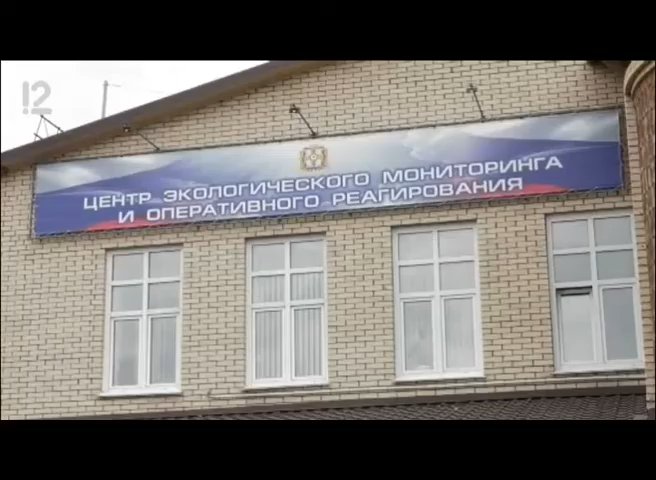 12
ЦЕНТР ЭКОЛОГИЧЕСКОГО МОНИТОРИНГА
И ОПЕРАТИВНОГО РЕАГИРОВАНИЯ